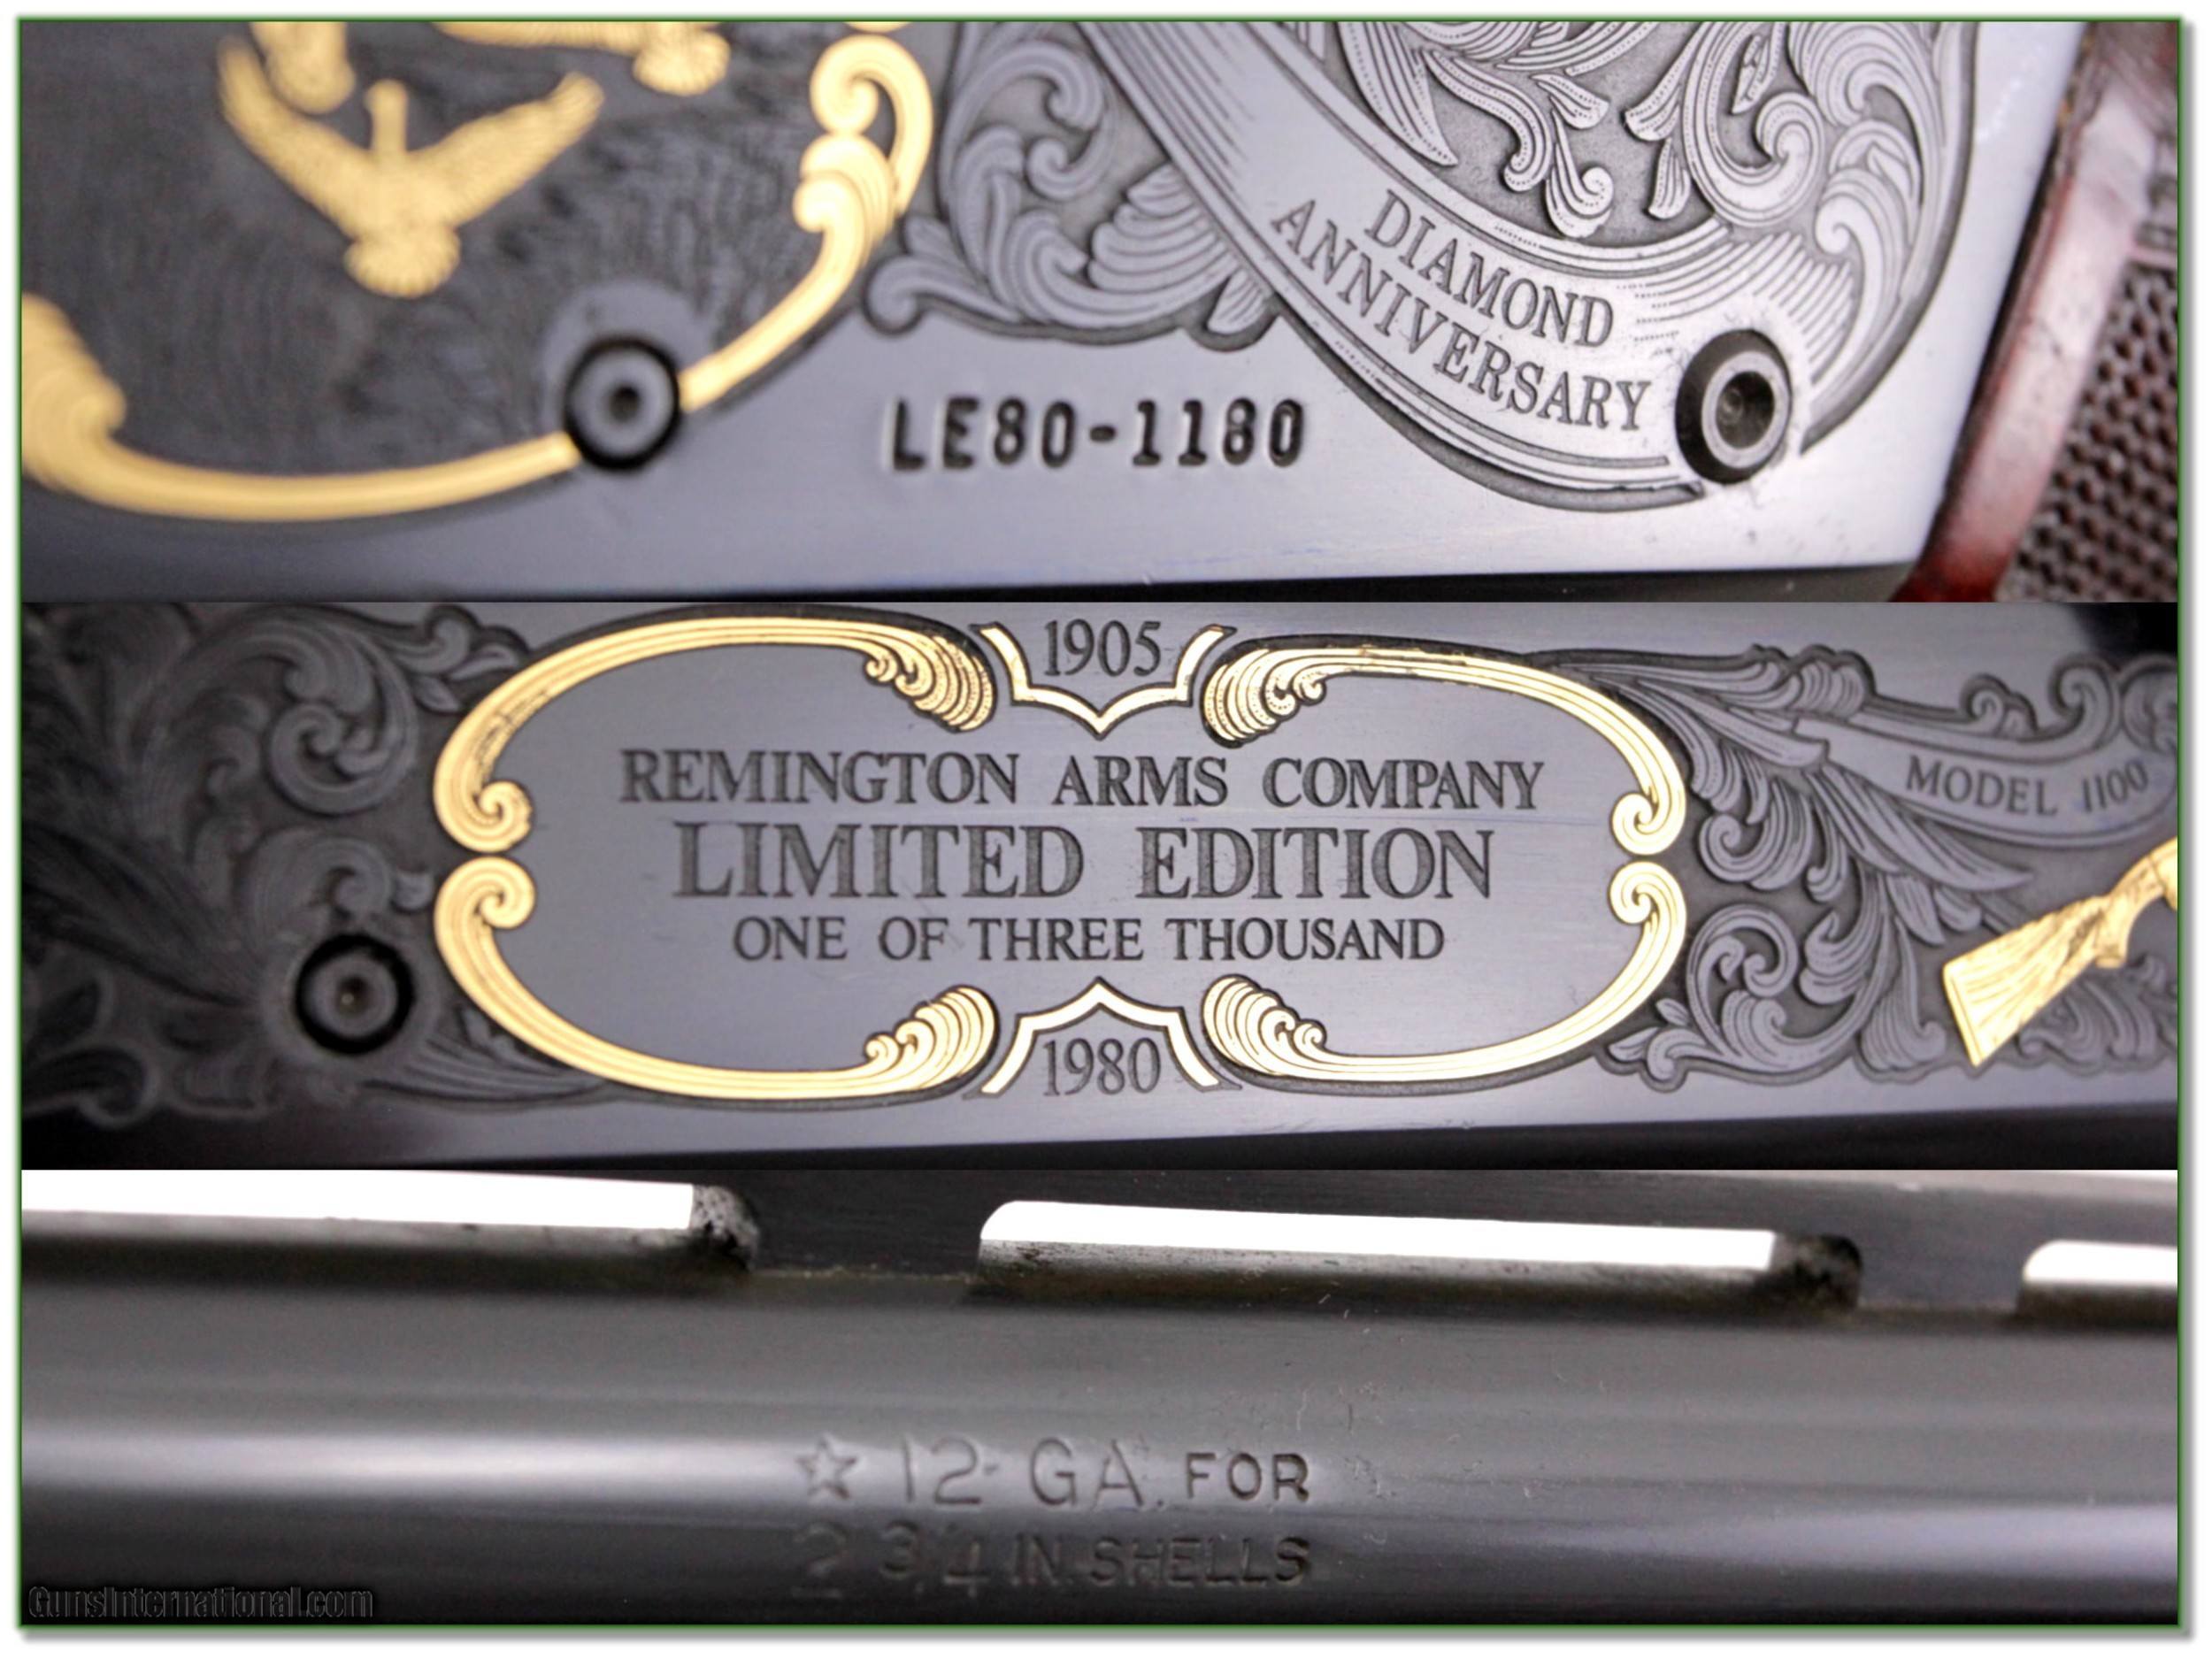 DIAMOND
ANNIVERSARY
LE80-1180
1905
REMINGTON ARMS COMPANY
LIMITED EDITION
ONE OF THREE THOUSAND
1980
MODEL 1100
☆ 12 GA. FOR
2 3/4 IN SHELLS
GunsInternational.com